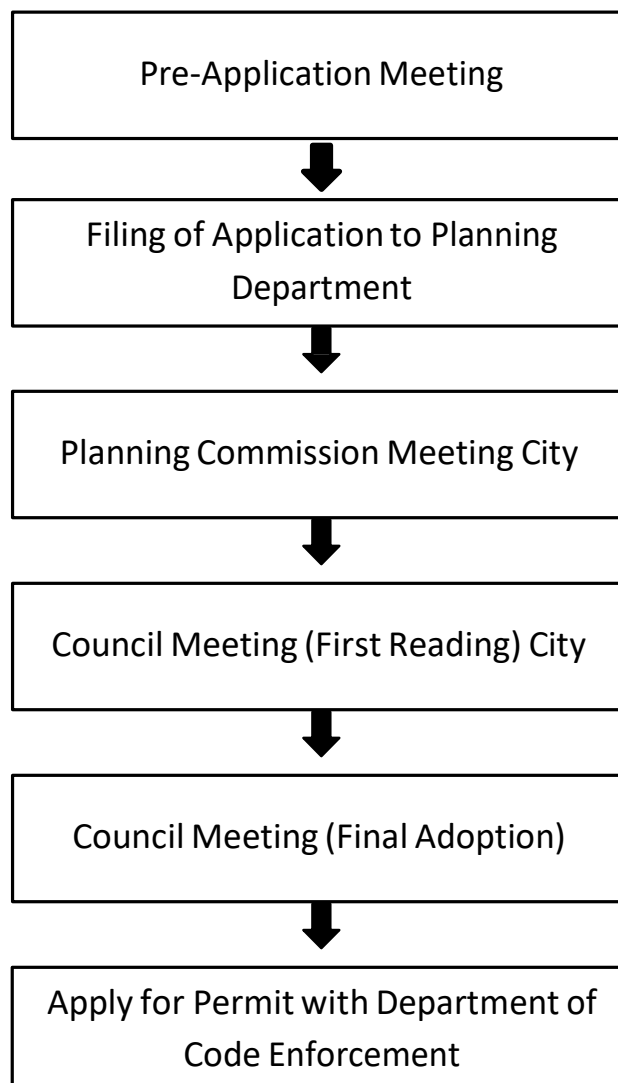 Pre-Application Meeting
Filing of Application to Planning
Department
Planning Commission Meeting City
Council Meeting (First Reading) City
Council Meeting (Final Adoption)
Apply for Permit with Department of
Code Enforcement